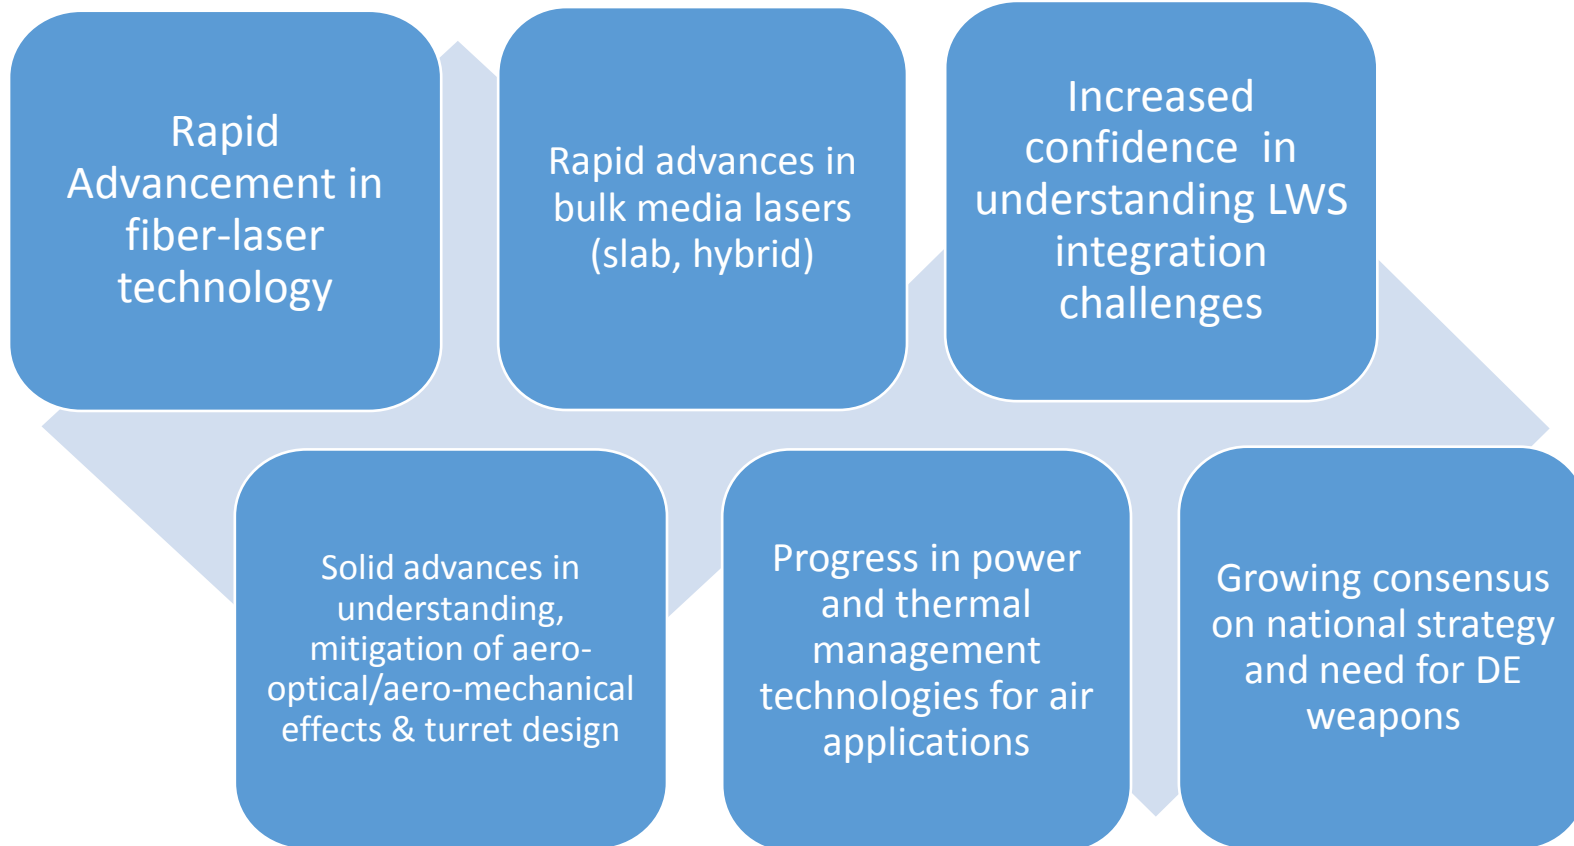 Rapid
Advancement in
fiber-laser
technology
Rapid advances in
bulk media lasers
(slab, hybrid)
Increased
confidence  in
understanding LWS
integration
challenges
Solid advances in
understanding,
mitigation of aero-
optical/aero-mechanical
effects & turret design
Progress in power
and thermal
management
technologies for air
applications
Growing consensus
on national strategy
and need for DE
weapons